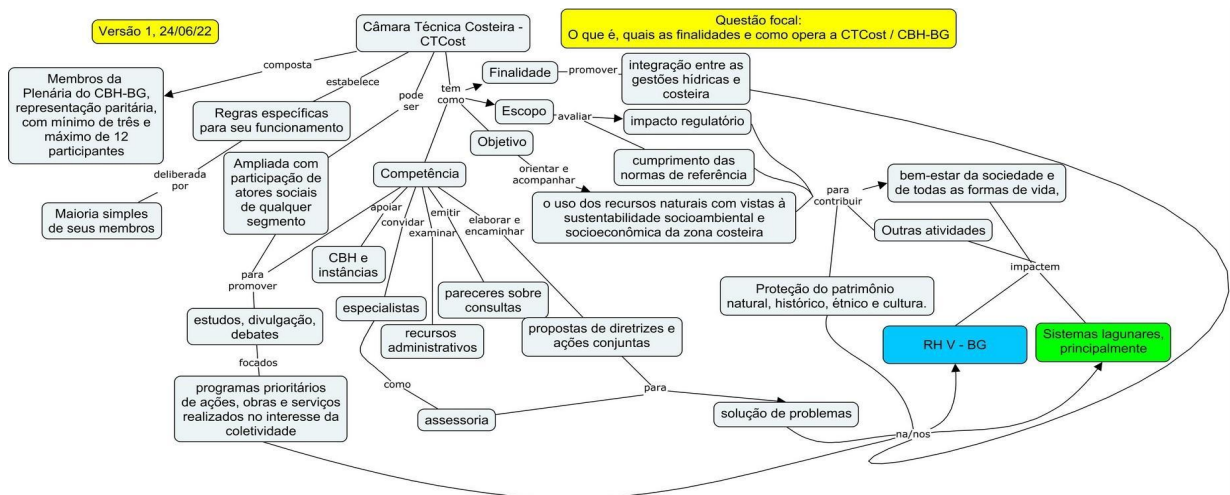 Versão 1, 24/06/22
Câmara Técnica Costeira -
CTCost
Questão focal:
O que é, quais as finalidades e como opera a CTCost / CBH-BG
composta
estabelece
pode
ser
tem
como
Membros da
Plenária do CBH-BG,
representação paritária,
com mínimo de três e
máximo de 12
participantes
Regras específicas
para seu funcionamento
deliberada
por
Maioria simples
de seus membros
Ampliada com
participação de
atores sociais
de qualquer
segmento
Finalidade
promover
integração entre as
gestões hídricas e
costeira
Escopo
avaliar
impacto regulatório
cumprimento das
normas de referência
Objetivo
orientar e
acompanhar
o uso dos recursos naturais com vistas à
sustentabilidade socioambiental e
socioeconômica da zona costeira
Competência
apoiar
convidar
examinar
emitir
elaborar e
encaminhar
CBH e
instâncias
especialistas
recursos
administrativos
pareceres sobre
consultas
propostas de diretrizes e
ações conjuntas
para
promover
estudos, divulgação,
debates
focados
programas prioritários
de ações, obras e serviços
realizados no interesse da
coletividade
como
assessoria
para
solução de problemas
para
contribuir
bem-estar da sociedade e
de todas as formas de vida,
Outras atividades
impactem
Proteção do patrimônio
natural, histórico, étnico e cultura.
RH V - BG
Sistemas lagunares,
principalmente
na/nos